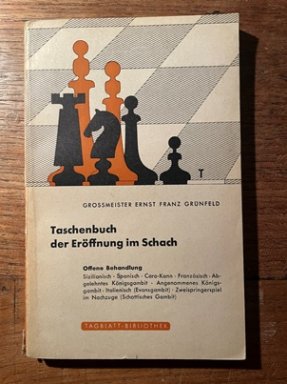 T
GROSSMEISTER ERNST FRANZ GRÜNFELD
Taschenbuch
der Eröffnung im Schach
Offene Behandlung
Sizilianisch - Spanisch - Caro-Kann - Französisch - Ab-
gelehntes Königsgambit - Angenommenes Königs-
gambit - Italienisch (Evansgambit) - Zweispringerspiel
im Nachzuge (Schottisches Gambit)
TAGBLATT-BIBLIOTHEK